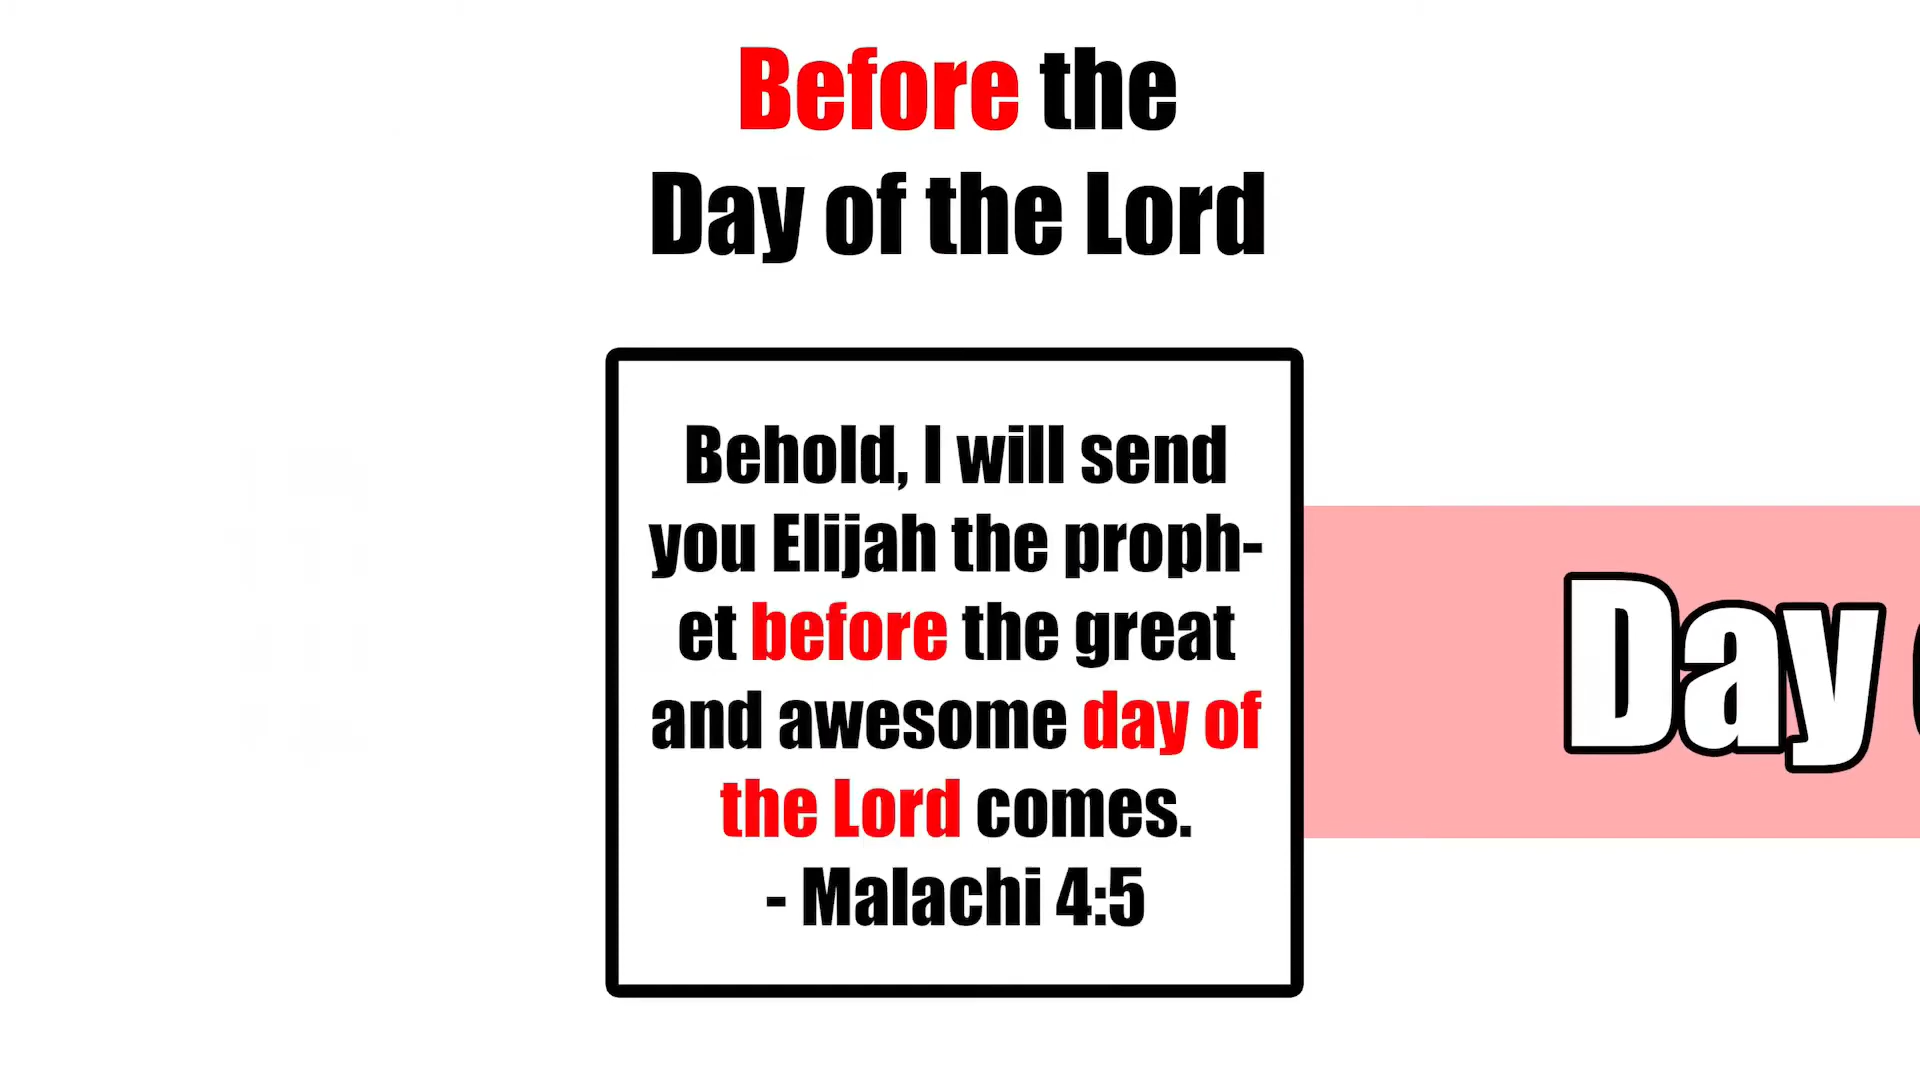 Before the
Day of the Lord
Behold, I will send
you Elijah the proph-
et before the great
and awesome day of
the Lord comes.
- Malachi 4:5
Day